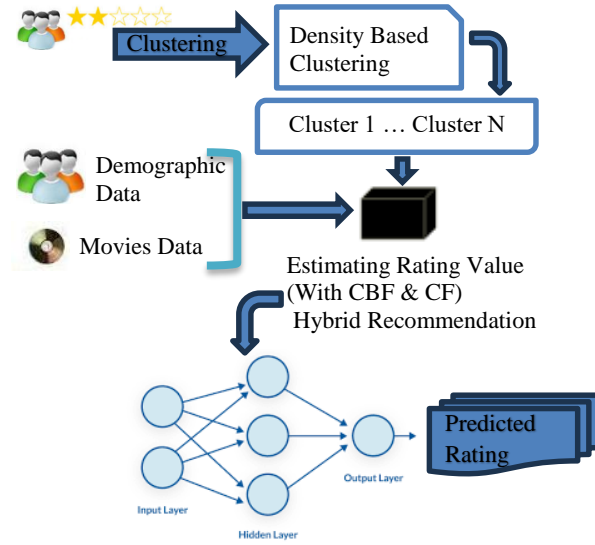 Clustering
Density Based
Clustering
Cluster 1 … Cluster N
Demographic
Data
Movies Data
Estimating Rating Value
(With CBF & CF)
Hybrid Recommendation
Input Layer
Hidden Layer
Output Layer
Predicted
Rating